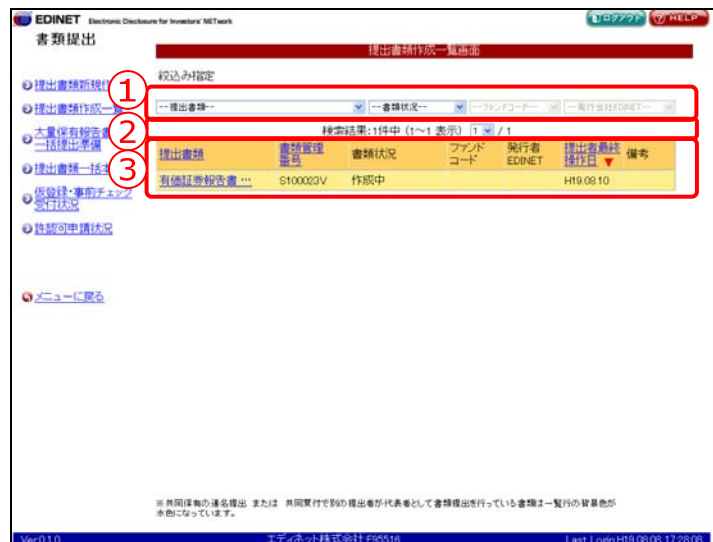 EDINET Electronic Disclosure for Investors' NETwork
ログアウト ? HELP
書類提出
提出書類作成一覧画面
絞込み指定
提出書類新規作
①
--提出書類-- --書類状況-- --ファンドコード-- --発行会社EDINET--
提出書類作成一覧
②
検索結果:1件中 (1～1 表示) 1 / 1
大量保有報告書
一括提出準備
③
提出書類 書類管理番号 書類状況 ファンドコード 発行者EDINET 提出者最終操作日 ▼ 備考
提出書類一括本
有価証券報告書 … S100023V 作成中 H19.08.10
仮登録・事前チェック
受付状況
許認可申請状況
メニューに戻る
※共同保有の連名提出 または 共同買付で別の提出者が代表者として書類提出を行っている書類は一覧行の背景色が
水色になっています。
Ver.0.1.0 エディネット株式会社 E95516 Last Login:H19.08.08 17:28:08